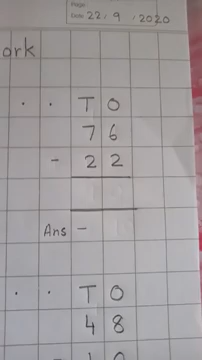 Page:
Date: 22. 9 .2020
ork
. . T O
7 6
- 2 2
Ans -
. . T O
4 8